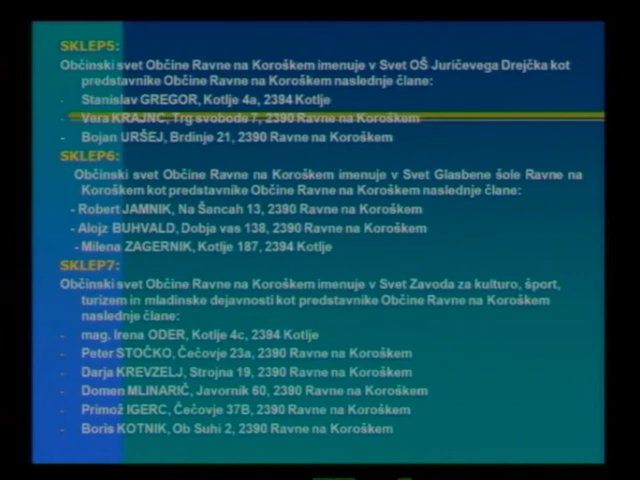 SKLEP5:
Občinski svet Občine Ravne na Koroškem imenuje v Svet OŠ Juričevega Drejčka kot
predstavnike Občine Ravne na Koroškem naslednje člane:
- Stanislav GREGOR, Kotlje 4a, 2394 Kotlje
- Vera KRAJNC, Trg svobode 7, 2390 Ravne na Koroškem
- Bojan URŠEJ, Brdinje 21, 2390 Ravne na Koroškem
SKLEP6:
Občinski svet Občine Ravne na Koroškem imenuje v Svet Glasbene šole Ravne na
Koroškem kot predstavnike Občine Ravne na Koroškem naslednje člane:
- Robert JAMNIK, Na Šancah 13, 2390 Ravne na Koroškem
- Alojz BUHVALD, Dobja vas 138, 2390 Ravne na Koroškem
- Milena ZAGERNIK, Kotlje 187, 2394 Kotlje
SKLEP7:
Občinski svet Občine Ravne na Koroškem imenuje v Svet Zavoda za kulturo, šport,
turizem in mladinske dejavnosti kot predstavnike Občine Ravne na Koroškem
naslednje člane:
- mag. Irena ODER, Kotlje 4c, 2394 Kotlje
- Peter STOČKO, Čečovje 23a, 2390 Ravne na Koroškem
- Darja KREVZELJ, Strojna 19, 2390 Ravne na Koroškem
- Domen MLINARIČ, Javornik 60, 2390 Ravne na Koroškem
- Primož IGERC, Čečovje 37B, 2390 Ravne na Koroškem
- Boris KOTNIK, Ob Suhi 2, 2390 Ravne na Koroškem